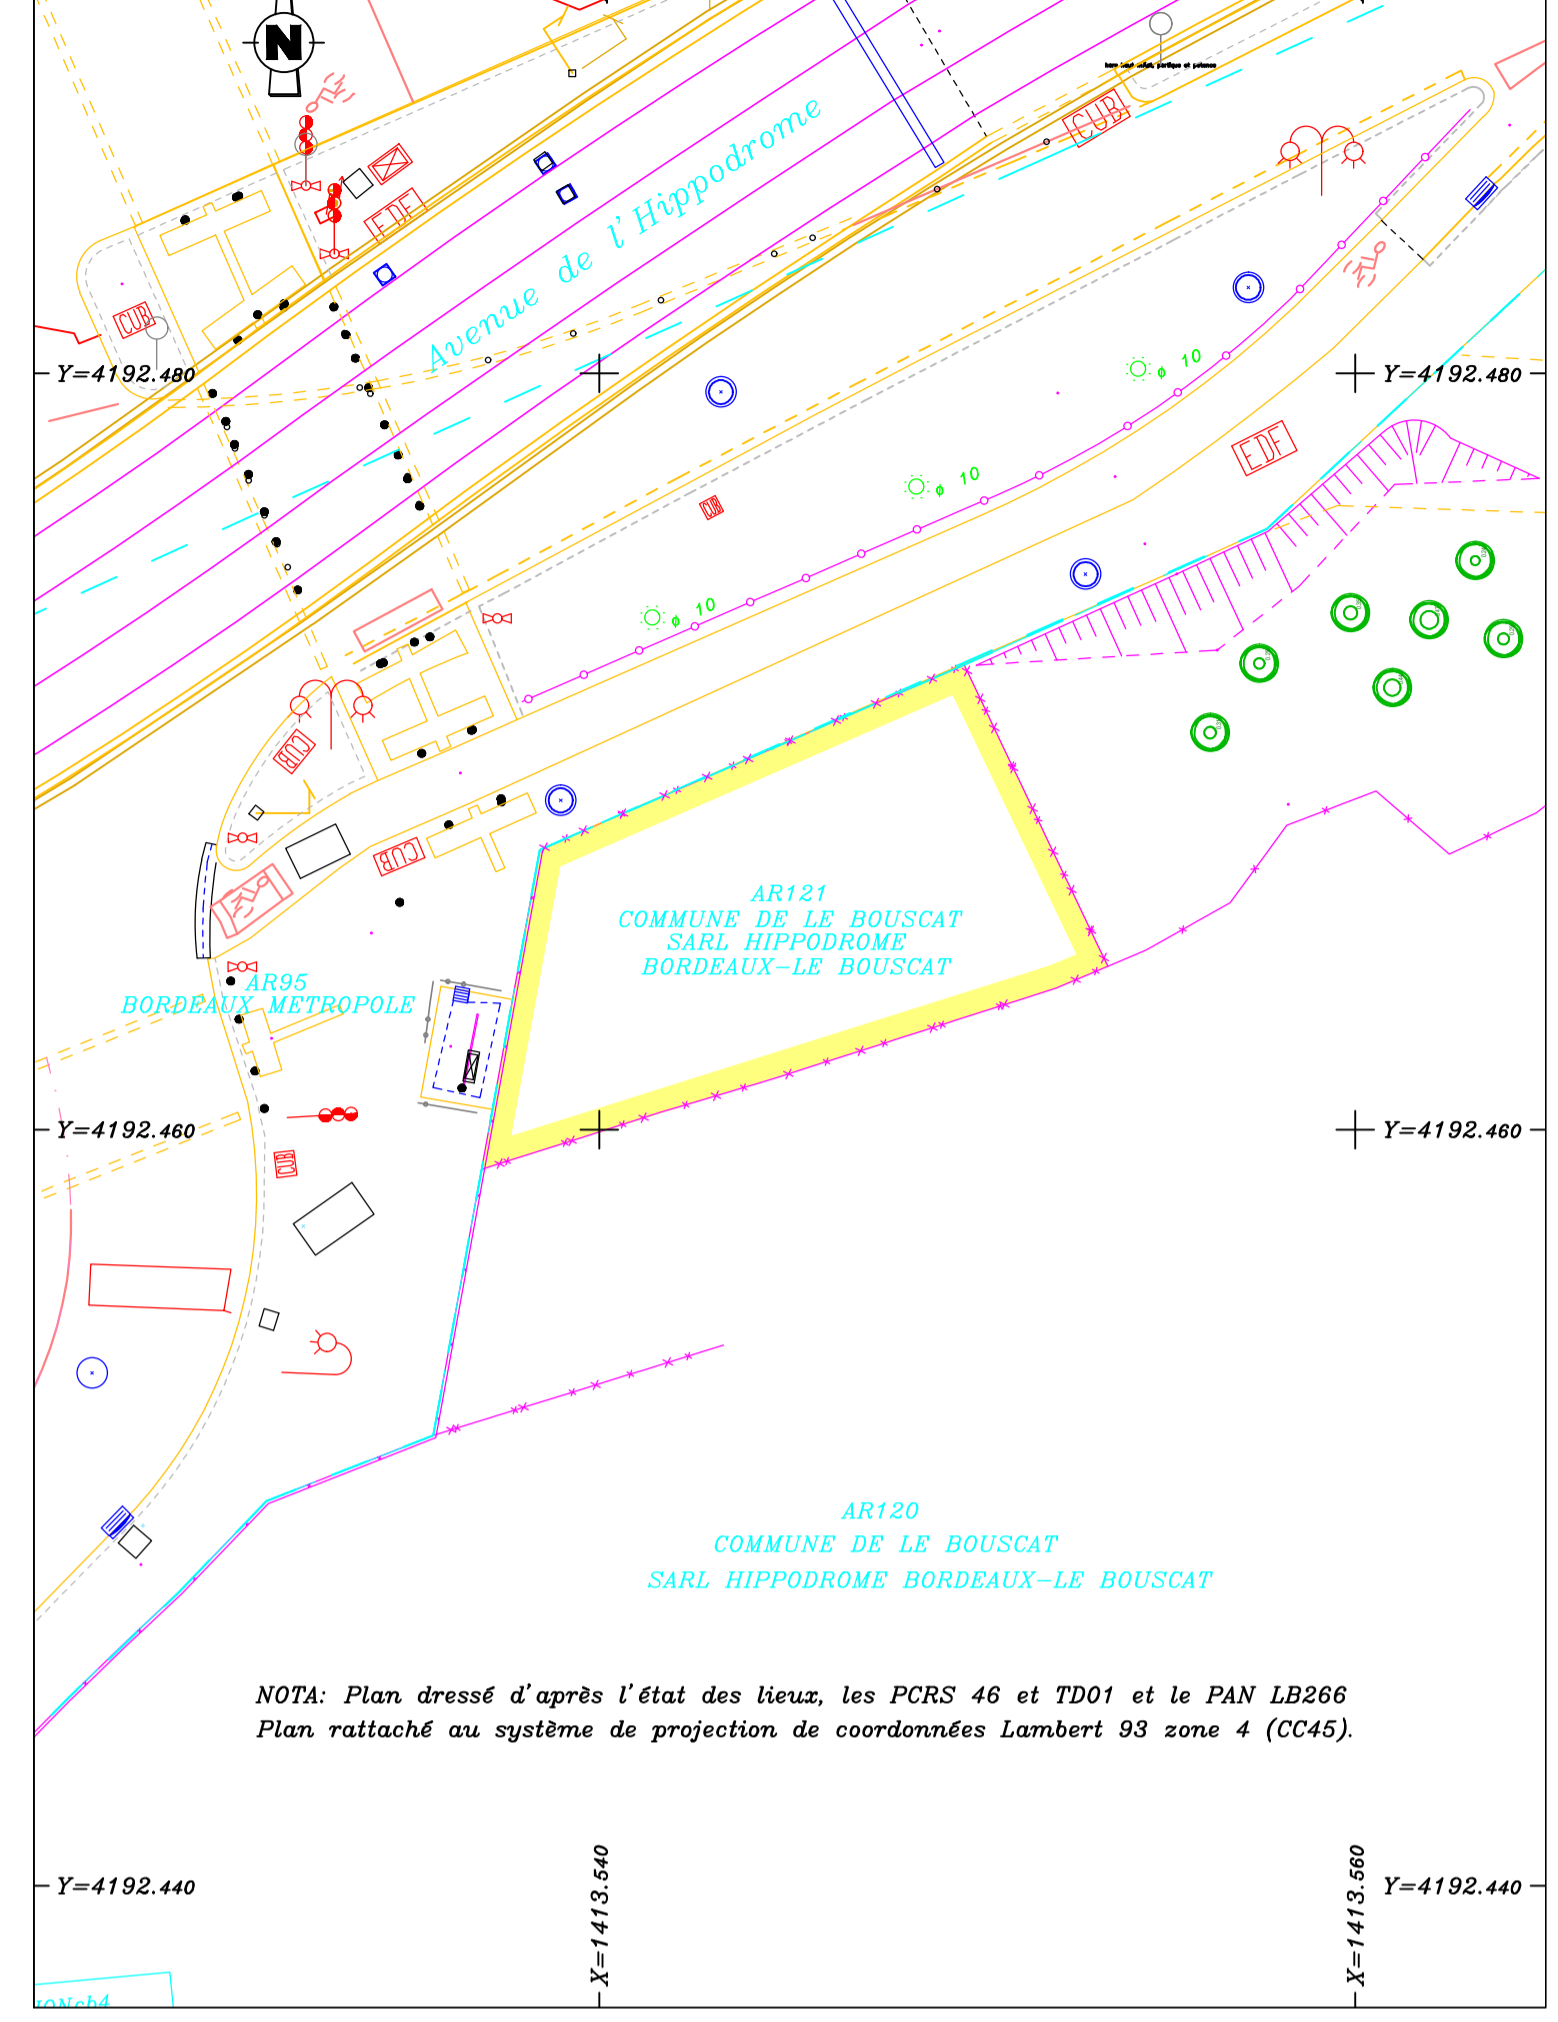 N
CUB
EDF
CUB
Avenue de l'Hippodrome
Y=4192.480
Y=4192.480
ϕ 10
EDF
ϕ 10
CUB
ϕ 10
CUB
CUB
AR121
COMMUNE DE LE BOUSCAT
SARL HIPPODROME
BORDEAUX-LE BOUSCAT
AR95
BORDEAUX METROPOLE
Y=4192.460
Y=4192.460
CUB
AR120
COMMUNE DE LE BOUSCAT
SARL HIPPODROME BORDEAUX-LE BOUSCAT
NOTA: Plan dressé d'après l'état des lieux, les PCRS 46 et TD01 et le PAN LB266
Plan rattaché au système de projection de coordonnées Lambert 93 zone 4 (CC45).
Y=4192.440
X=1413.540
X=1413.560
Y=4192.440